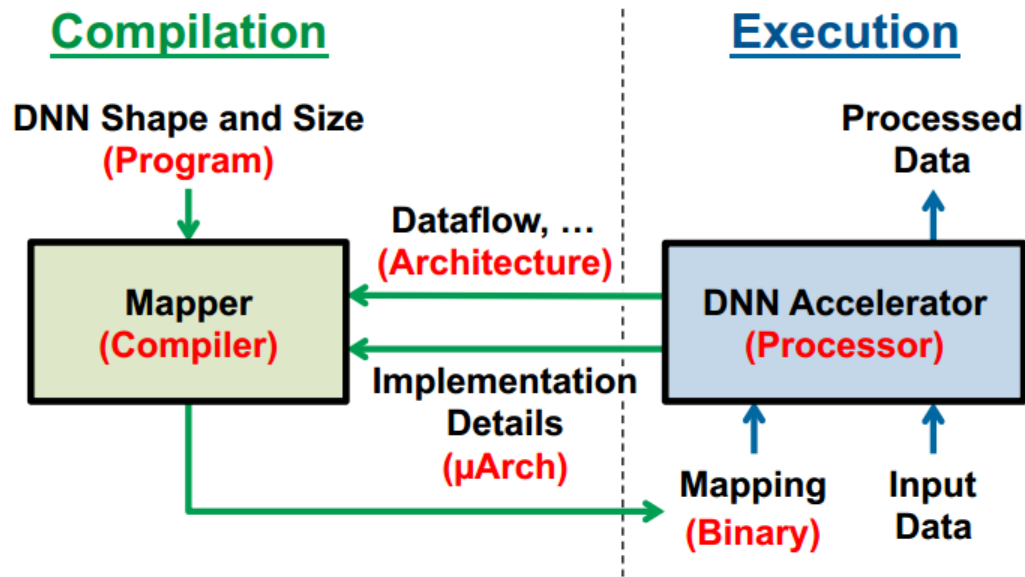 Compilation
Execution
DNN Shape and Size
(Program)
Processed
Data
Dataflow, …
(Architecture)
Mapper
(Compiler)
DNN Accelerator
(Processor)
Implementation
Details
(µArch)
Mapping
(Binary)
Input
Data